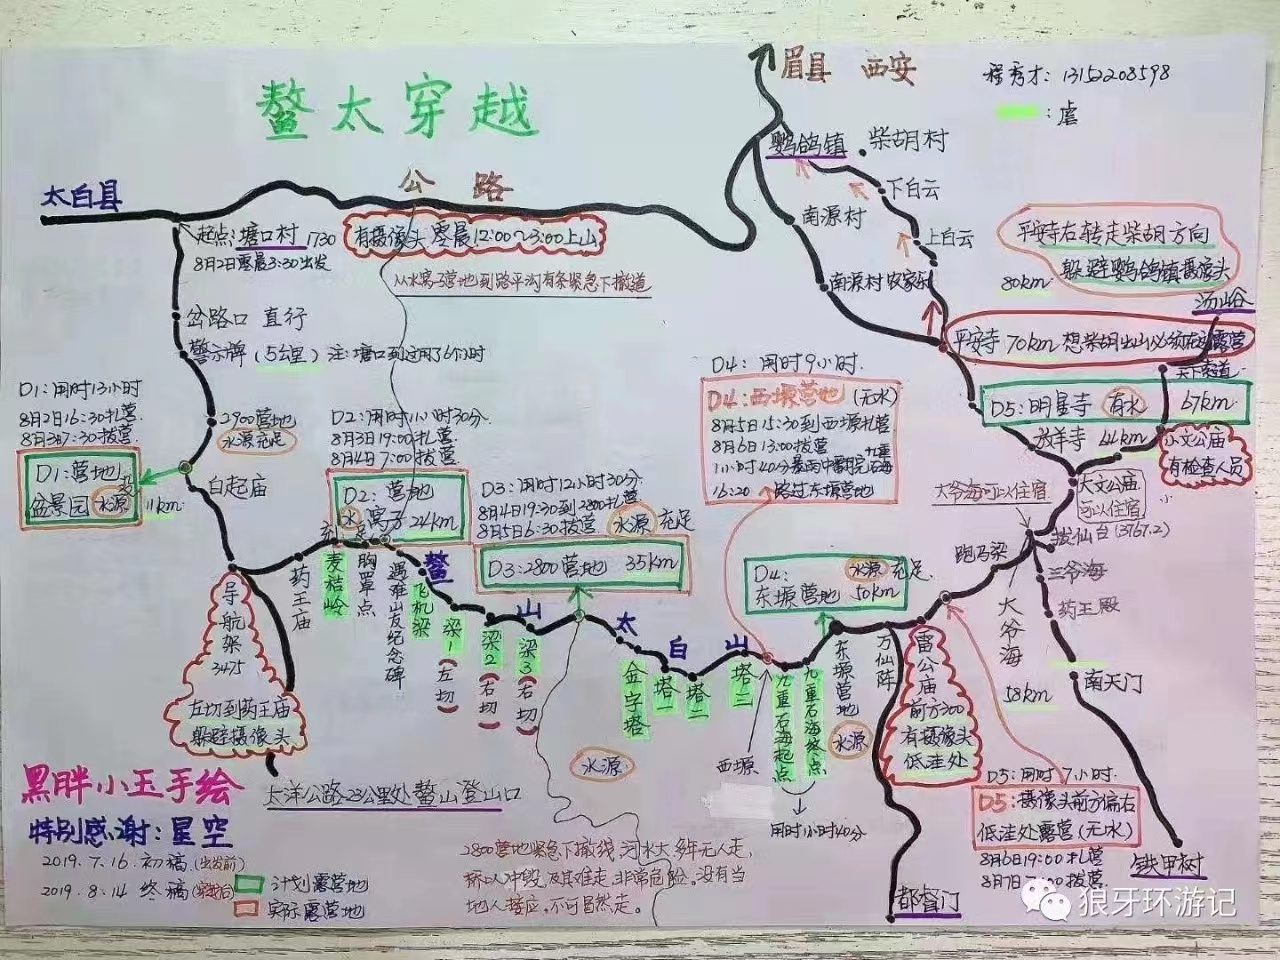 鳌太穿越
眉县 西安
程秀才：13152208598
：虐
鹦鸽镇
柴胡村
下白云
上白云
南源村
南源村农家乐
太白县
公路
起点：塘口村 1730
8月2日零晨3:30出发
有摄像头零晨12:00~3:00上山
从水窝子营地到路平沟有条紧急下撤道
平安寺右转走柴胡方向
躲避鹦鸽镇摄像头
80km
汤峪
岔路口 直行
警示牌（5公里）注：塘口到这用了6个小时
平安寺 70km 想柴胡出山必须在这露营
D1：用时13小时
8月2日16:30扎营
8月3日7:30拔营
D1：营地
盆景园 水源
11km
2900营地
水源充足
白起庙
D2：用时11小时30分
8月3日19:00扎营
8月4日7:00拔营
D2：营地
水窝子 24km
D3：用时12小时30分
8月4日19:30到2800扎营
8月5日6:30拔营 水源充足
D3：2800营地 35km
D4：用时9小时
D4：西塬营地（无水）
8月5日15:30到西塬扎营
8月6日13:00拔营
1小时40分暴雨中翻完九重石海
16:20 路过东塬营地
D4：水源充足
东塬营地 50km
D5：明星寺 有水 67km
放羊寺 44km
小文公庙
有检查人员
大文公庙
可以住宿
大爷海可以住宿
拔仙台（3767.2）
跑马梁
三爷海
药王殿
大爷海
58km
南天门
铁甲树
导航架
3475
左切到药王庙
躲避摄像头
药王庙
麦秸岭
胸罩点
遇难山友纪念碑
飞机梁
梁1（左切）
梁2（右切）
梁3（右切）
鳌山太白山
金字塔
塔一
塔二
塔三
西塬
九重石海起点
九重石海终点
用时1小时40分
东塬营地
水源
万仙阵
雷公庙
前方300
有摄像头
低洼处
水源
D5：用时7小时
D5：摄像头前方偏右
低洼处露营（无水）
8月6日19:00扎营
都督门
太洋公路23公里处鳌山登山口
2800营地紧急下撤线 河水大 多年无人走，
桥以冲毁，及其难走，非常危险，没有当
地人接应，不可冒然走。
黑胖小玉手绘
特别感谢：星空
2019.7.16.初稿（出发前）
2019.8.14 终稿
计划露营地
实际露营地
狼牙环游记